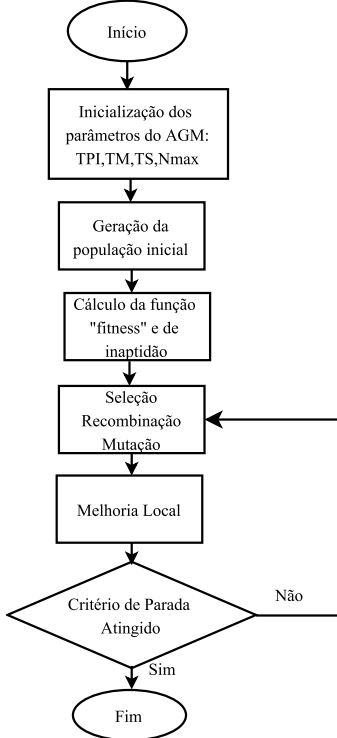 Início
Inicialização dos
parâmetros do AGM:
TPI,TM,TS,Nmax
Geração da
população inicial
Cálculo da função
"fitness" e de
inaptidão
Seleção
Recombinação
Mutação
Melhoria Local
Critério de Parada
Atingido
Não
Sim
Fim